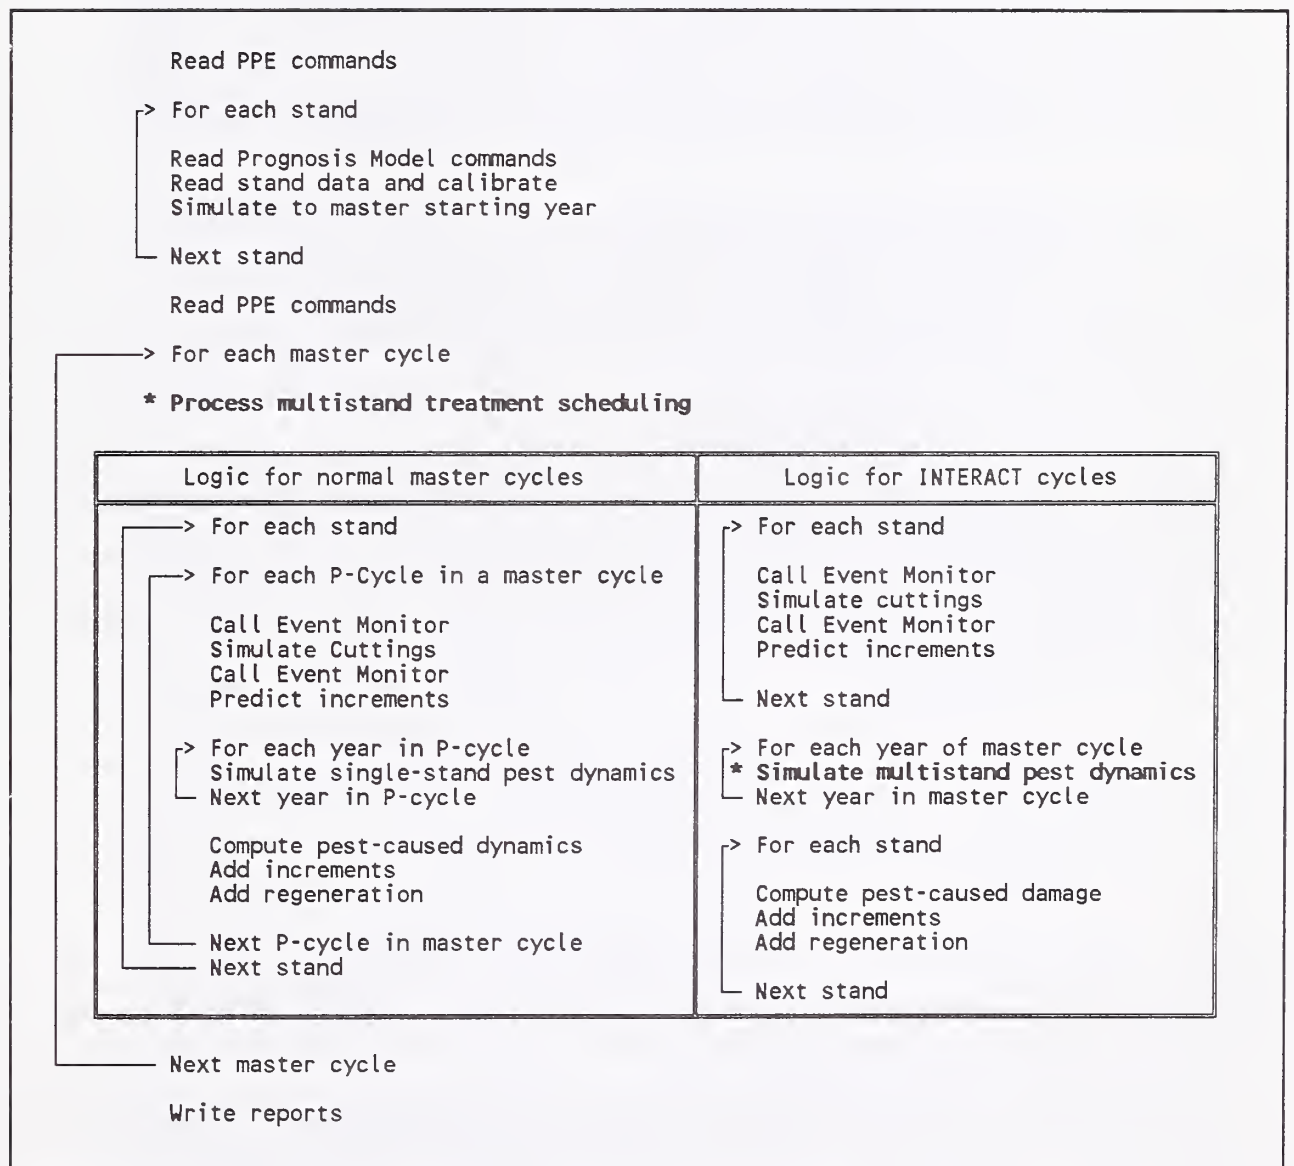 Read PPE commands
> For each stand
Read Prognosis Model commands
Read stand data and calibrate
Simulate to master starting year
Next stand
Read PPE commands
> For each master cycle
* Process multistand treatment scheduling
Logic for normal master cycles
> For each stand
> For each P-Cycle in a master cycle
Call Event Monitor
Simulate Cuttings
Call Event Monitor
Predict increments
> For each year in P-cycle
Simulate single-stand pest dynamics
Next year in P-cycle
Compute pest-caused dynamics
Add increments
Add regeneration
Next P-cycle in master cycle
Next stand
Logic for INTERACT cycles
> For each stand
Call Event Monitor
Simulate cuttings
Call Event Monitor
Predict increments
Next stand
> For each year of master cycle
* Simulate multistand pest dynamics
Next year in master cycle
> For each stand
Compute pest-caused damage
Add increments
Add regeneration
Next stand
Next master cycle
Write reports